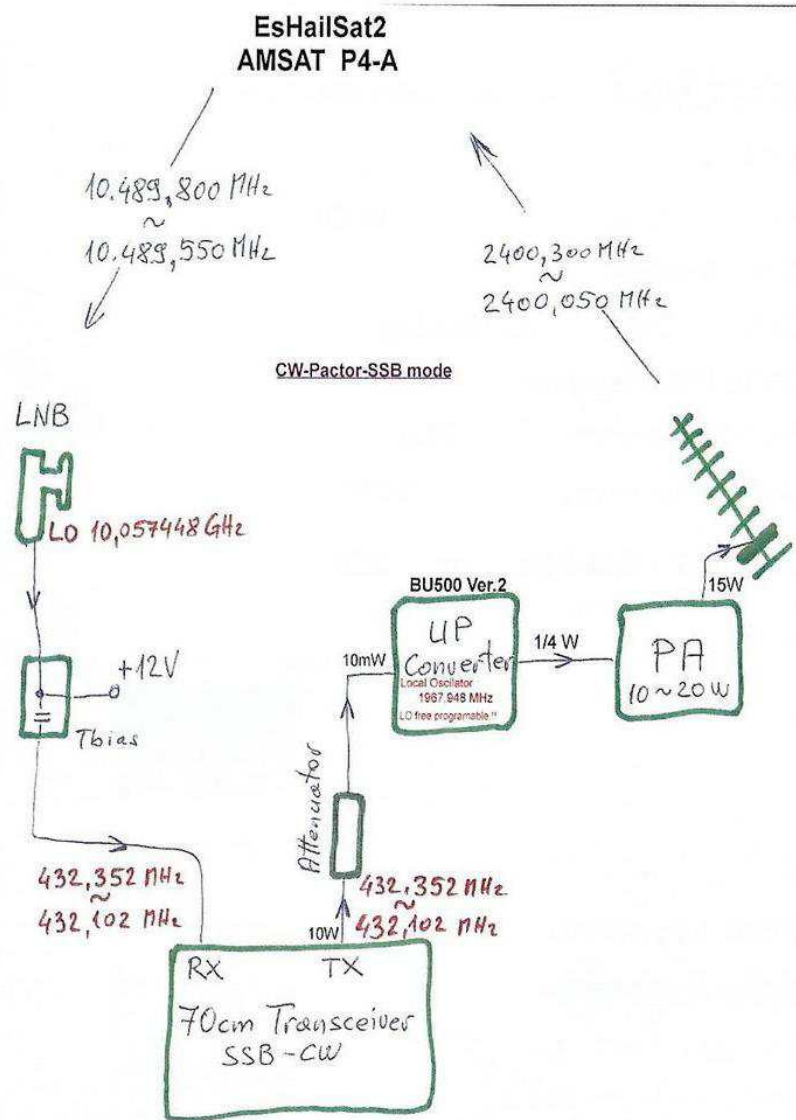 EsHailSat2
AMSAT P4-A
10.489,800 MHz
~
10.489,550 MHz
2400,300 MHz
~
2400,050 MHz
CW-Pactor-SSB mode
LNB
LO 10,057448 GHz
+12V
Tbias
BU500 Ver.2
UP
Converter
Local Oscilator
1967.948 MHz
LO free programable !!
10mW
1/4 W
PA
10~20W
15W
Attenuator
432,352 MHz
~
432,102 MHz
432,352 MHz
~
432,102 MHz
10W
RX TX
70cm Transceiver
SSB-CW